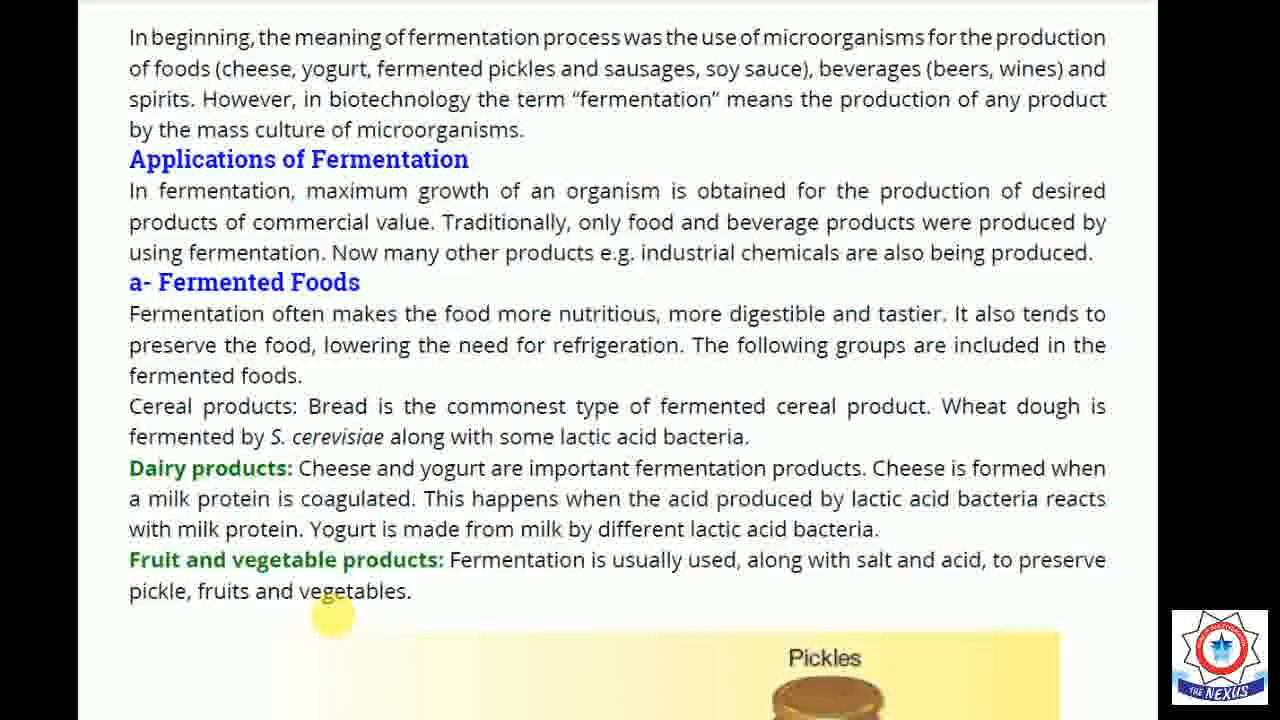 In beginning, the meaning of fermentation process was the use of microorganisms for the production
of foods (cheese, yogurt, fermented pickles and sausages, soy sauce), beverages (beers, wines) and
spirits. However, in biotechnology the term “fermentation” means the production of any product
by the mass culture of microorganisms.
Applications of Fermentation
In fermentation, maximum growth of an organism is obtained for the production of desired
products of commercial value. Traditionally, only food and beverage products were produced by
using fermentation. Now many other products e.g. industrial chemicals are also being produced.
a- Fermented Foods
Fermentation often makes the food more nutritious, more digestible and tastier. It also tends to
preserve the food, lowering the need for refrigeration. The following groups are included in the
fermented foods.
Cereal products: Bread is the commonest type of fermented cereal product. Wheat dough is
fermented by S. cerevisiae along with some lactic acid bacteria.
Dairy products: Cheese and yogurt are important fermentation products. Cheese is formed when
a milk protein is coagulated. This happens when the acid produced by lactic acid bacteria reacts
with milk protein. Yogurt is made from milk by different lactic acid bacteria.
Fruit and vegetable products: Fermentation is usually used, along with salt and acid, to preserve
pickle, fruits and vegetables.
Pickles
THE NEXUS